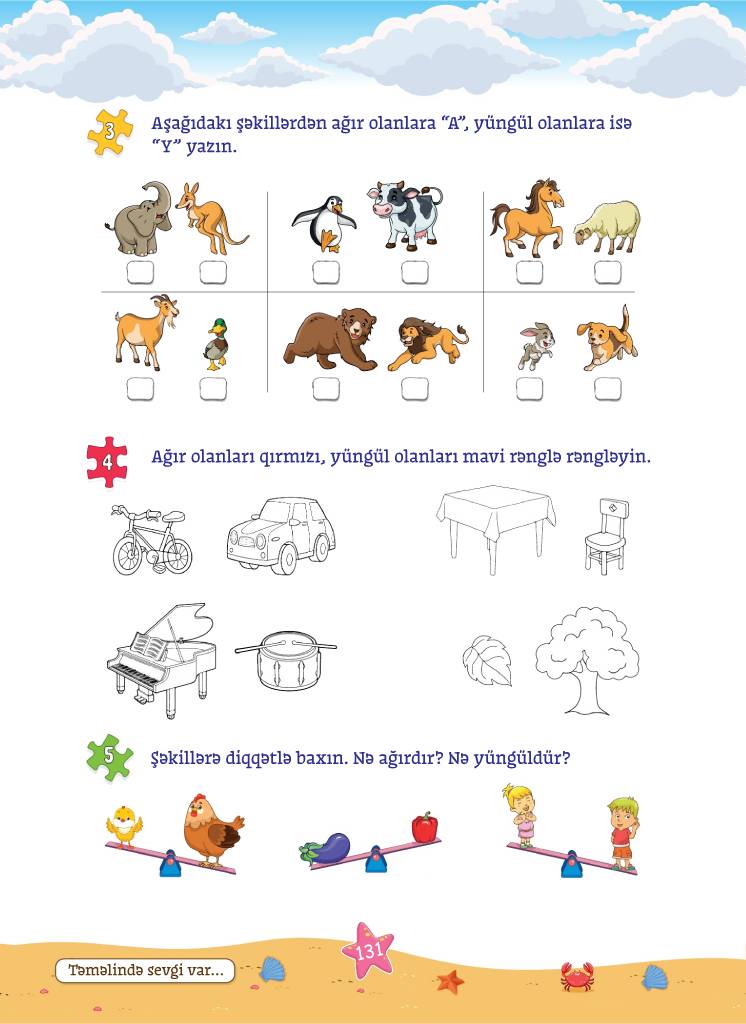 3
Aşağıdakı şəkillərdən ağır olanlara “A”, yüngül olanlara isə
“Y” yazın.
4
Ağır olanları qırmızı, yüngül olanları mavi rənglə rəngləyin.
5
Şəkillərə diqqətlə baxın. Nə ağırdır? Nə yüngüldür?
131
Təməlində sevgi var...